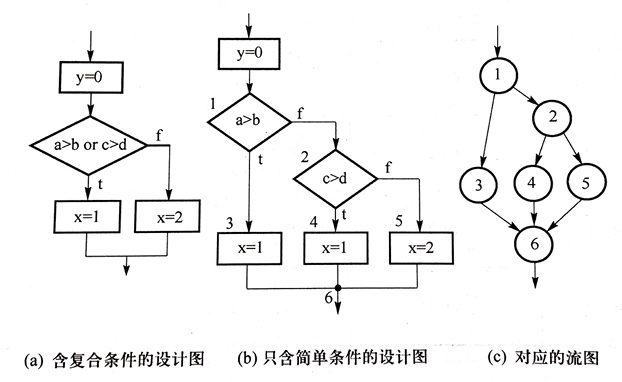 y=0
a>b or c>d
f
t
x=1
x=2
y=0
1
a>b
f
t
2
c>d
f
t
3
x=1
4
x=1
5
x=2
6
1
2
3
4
5
6
(a) 含复合条件的设计图
(b) 只含简单条件的设计图
(c) 对应的流图